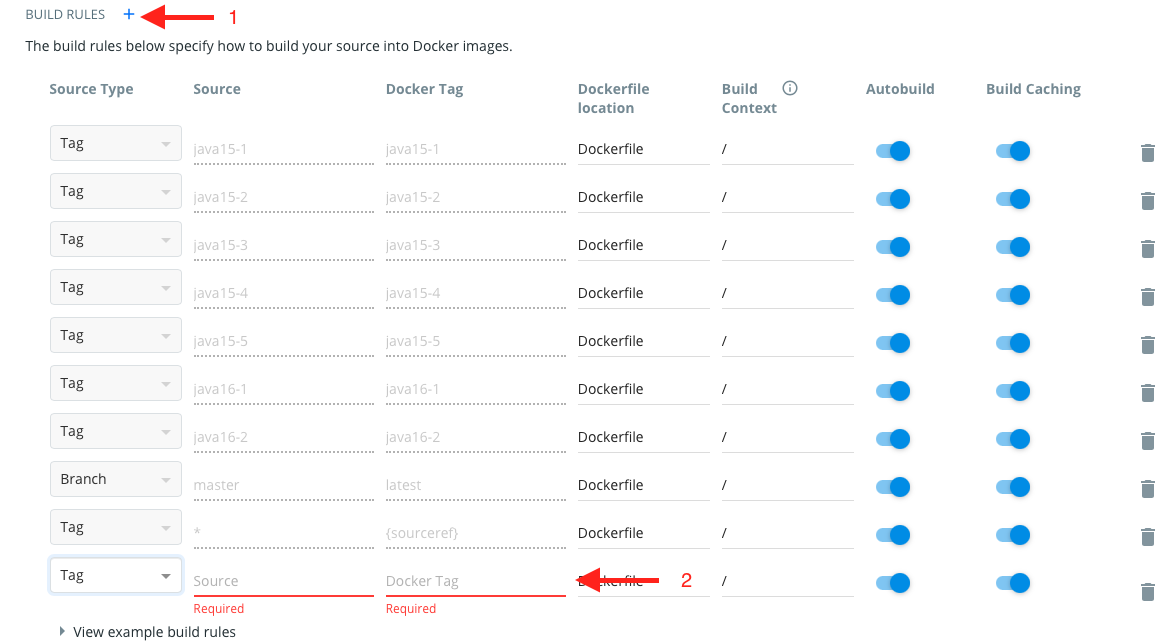 BUILD RULES + 1
The build rules below specify how to build your source into Docker images.
Source Type Source Docker Tag Dockerfile location Build Context Autobuild Build Caching
Tag java15-1 java15-1 Dockerfile /
Tag java15-2 java15-2 Dockerfile /
Tag java15-3 java15-3 Dockerfile /
Tag java15-4 java15-4 Dockerfile /
Tag java15-5 java15-5 Dockerfile /
Tag java16-1 java16-1 Dockerfile /
Tag java16-2 java16-2 Dockerfile /
Branch master latest Dockerfile /
Tag * {sourceref} Dockerfile /
Tag Source Docker Tag Dockerfile 2 /
Required Required
View example build rules